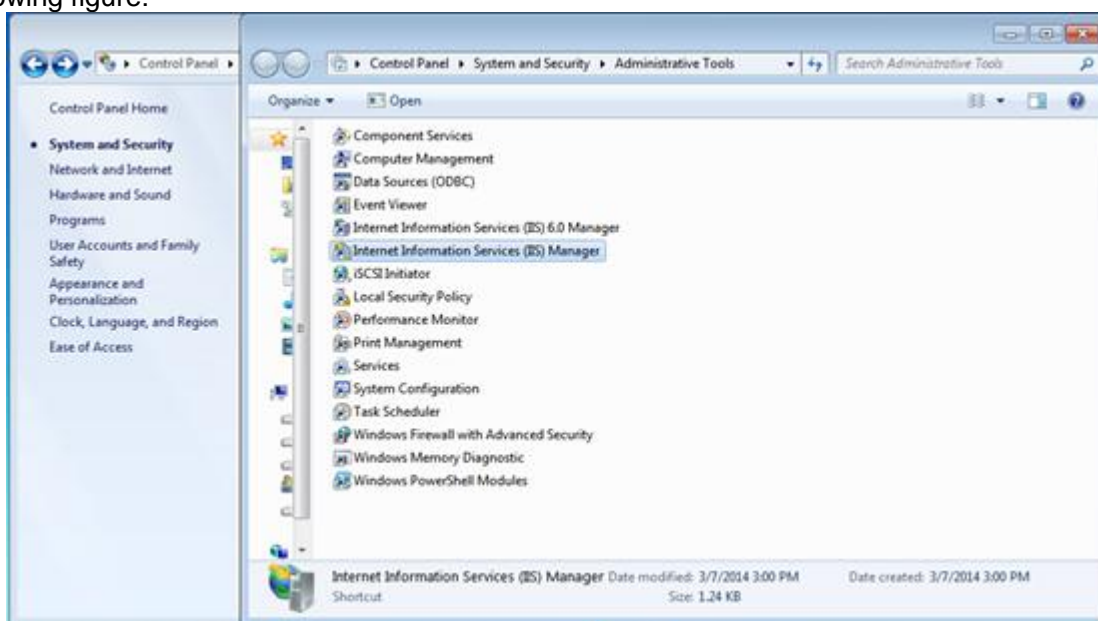 owing figure.
Control Panel
Control Panel Home
System and Security
Network and Internet
Hardware and Sound
Programs
User Accounts and Family
Safety
Appearance and
Personalization
Clock, Language, and Region
Ease of Access
Control Panel System and Security Administrative Tools
Search Administrative Tools
Organize Open
Component Services
Computer Management
Data Sources (ODBC)
Event Viewer
Internet Information Services (IIS) 6.0 Manager
Internet Information Services (IIS) Manager
iSCSI Initiator
Local Security Policy
Performance Monitor
Print Management
Services
System Configuration
Task Scheduler
Windows Firewall with Advanced Security
Windows Memory Diagnostic
Windows PowerShell Modules
Internet Information Services (IIS) Manager Date modified: 3/7/2014 3:00 PM Date created: 3/7/2014 3:00 PM
Shortcut Size: 1.24 KB